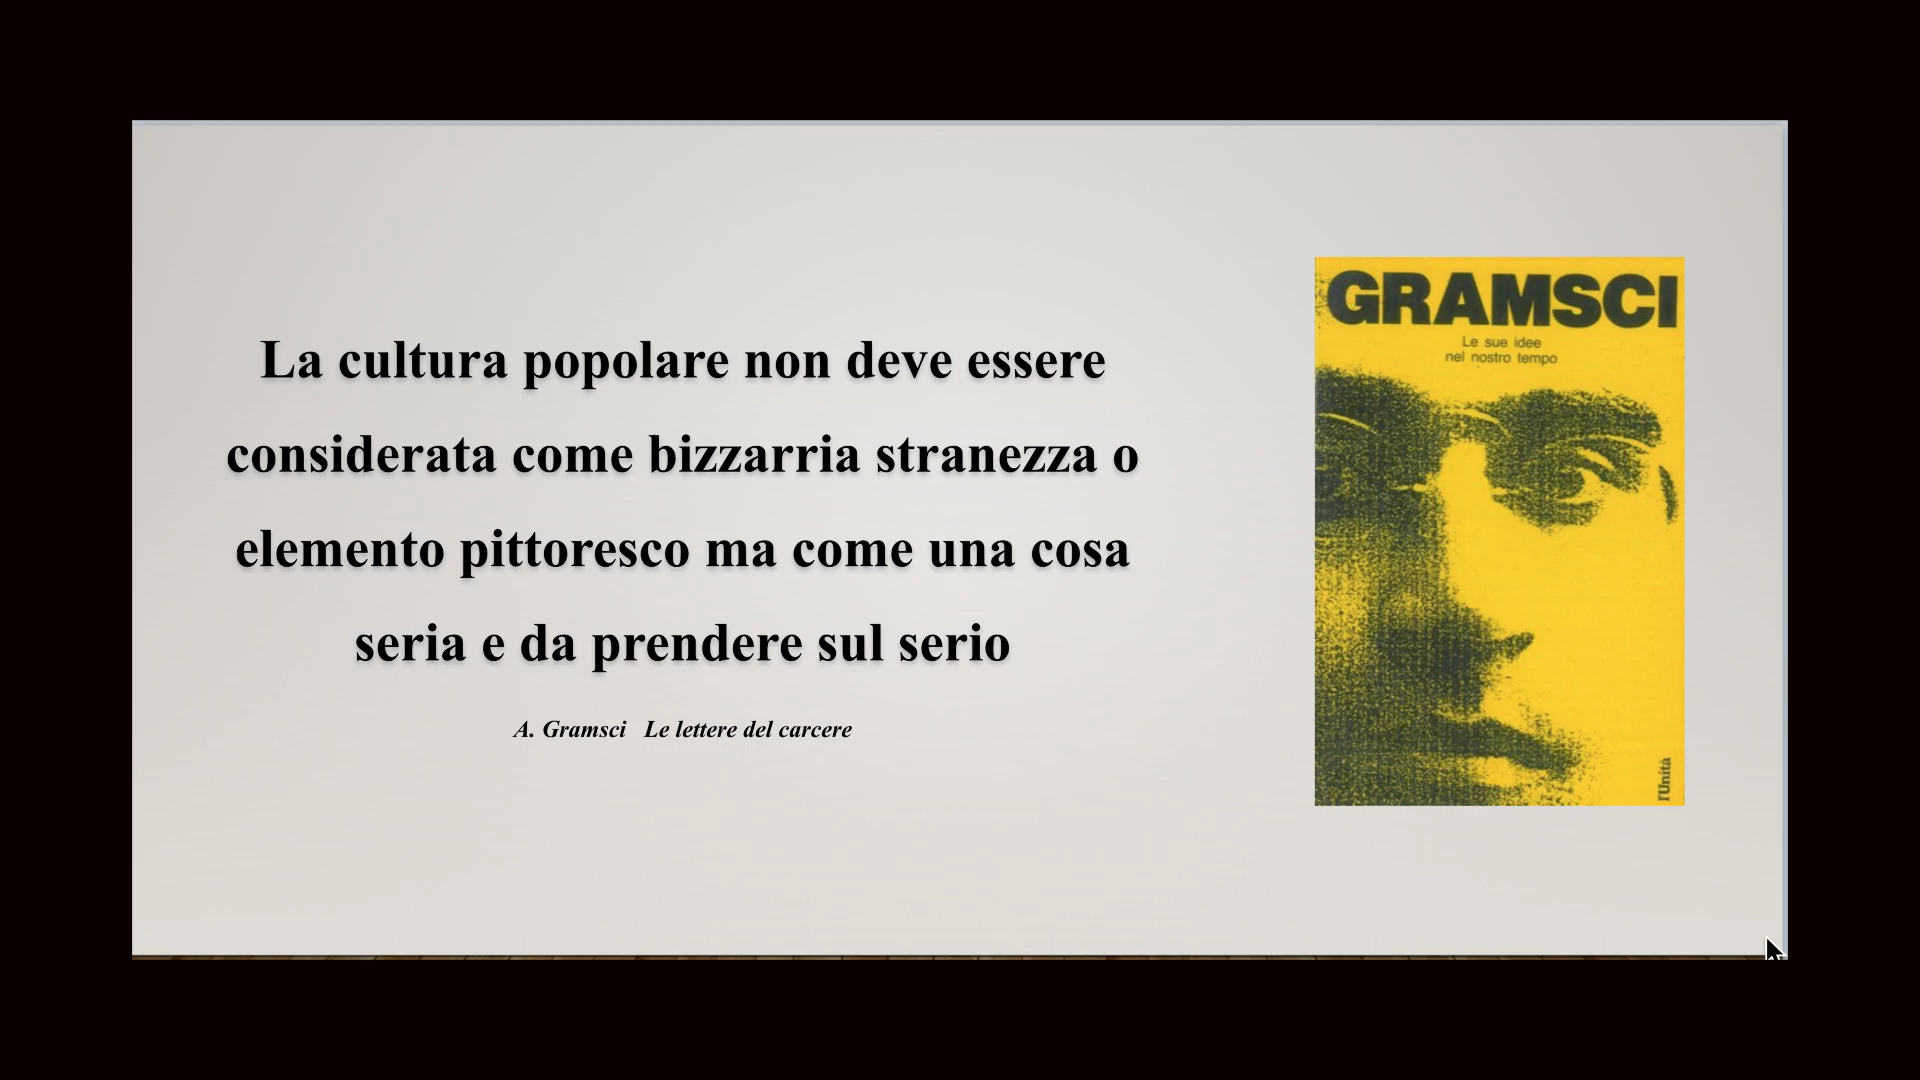 La cultura popolare non deve essere
considerata come bizzarria stranezza o
elemento pittoresco ma come una cosa
seria e da prendere sul serio
A. Gramsci Le lettere del carcere
GRAMSCI
Le sue idee
nel nostro tempo
l'Unità